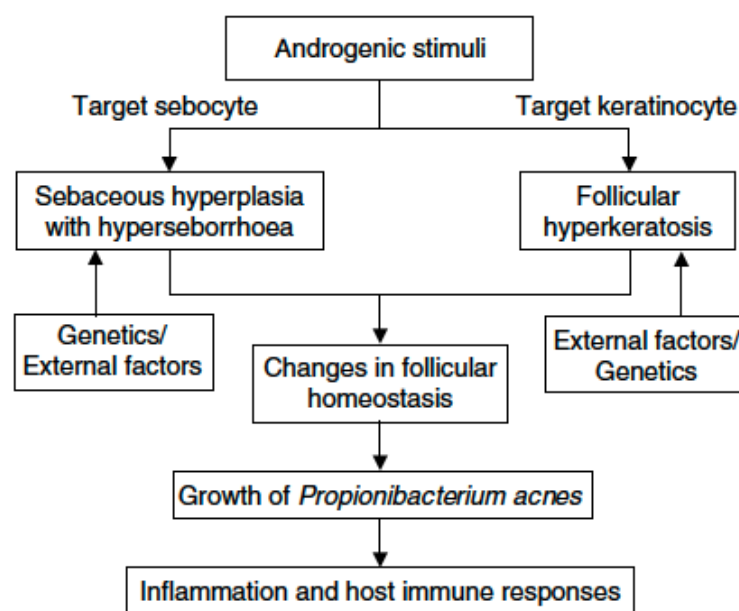 Androgenic stimuli
Target sebocyte
Target keratinocyte
Sebaceous hyperplasia
with hyperseborrhoea
Follicular
hyperkeratosis
Genetics/
External factors
External factors/
Genetics
Changes in follicular
homeostasis
Growth of Propionibacterium acnes
Inflammation and host immune responses